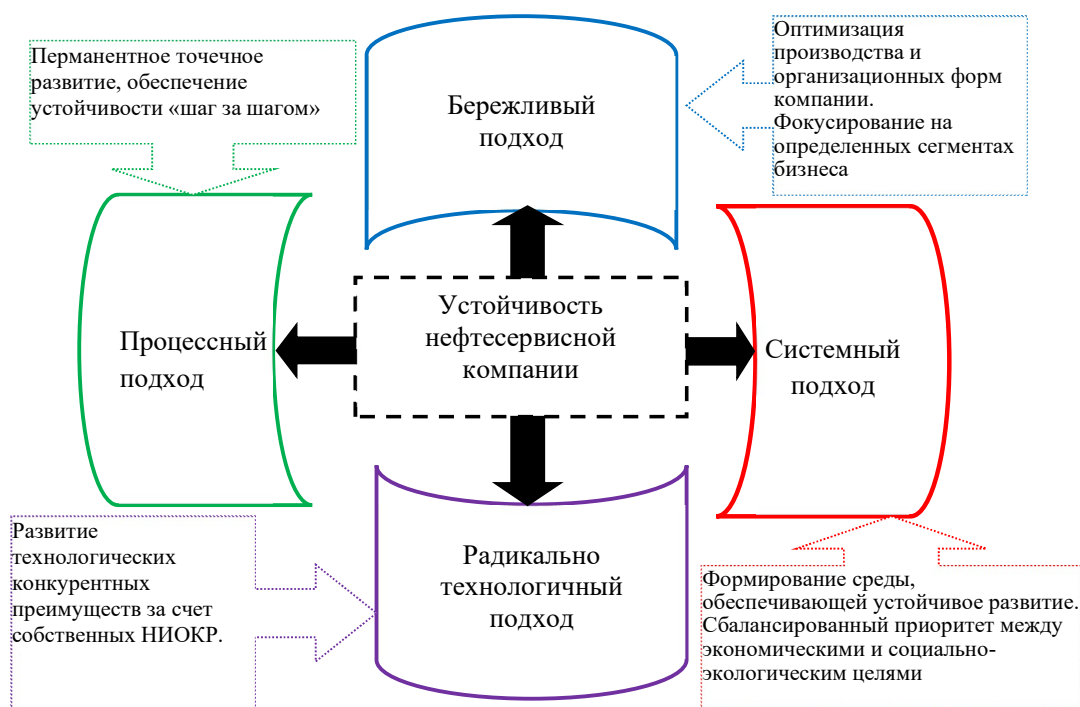 Перманентное точечное
развитие, обеспечение
устойчивости «шаг за шагом»
Бережливый
подход
Оптимизация
производства и
организационных форм
компании.
Фокусирование на
определенных сегментах
бизнеса
Процессный
подход
Устойчивость
нефтесервисной
компании
Системный
подход
Развитие
технологических
конкурентных
преимуществ за счет
собственных НИОКР.
Радикально
технологичный
подход
Формирование среды,
обеспечивающей устойчивое развитие.
Сбалансированный приоритет между
экономическими и социально-
экологическим целями